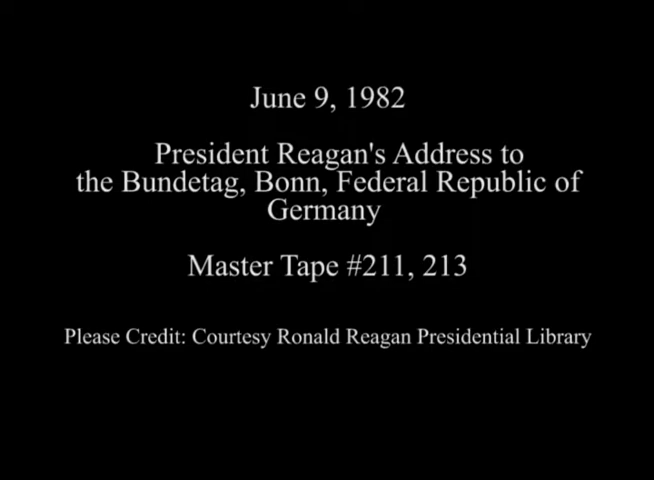 June 9, 1982
President Reagan's Address to
the Bundetag, Bonn, Federal Republic of
Germany
Master Tape #211, 213
Please Credit: Courtesy Ronald Reagan Presidential Library